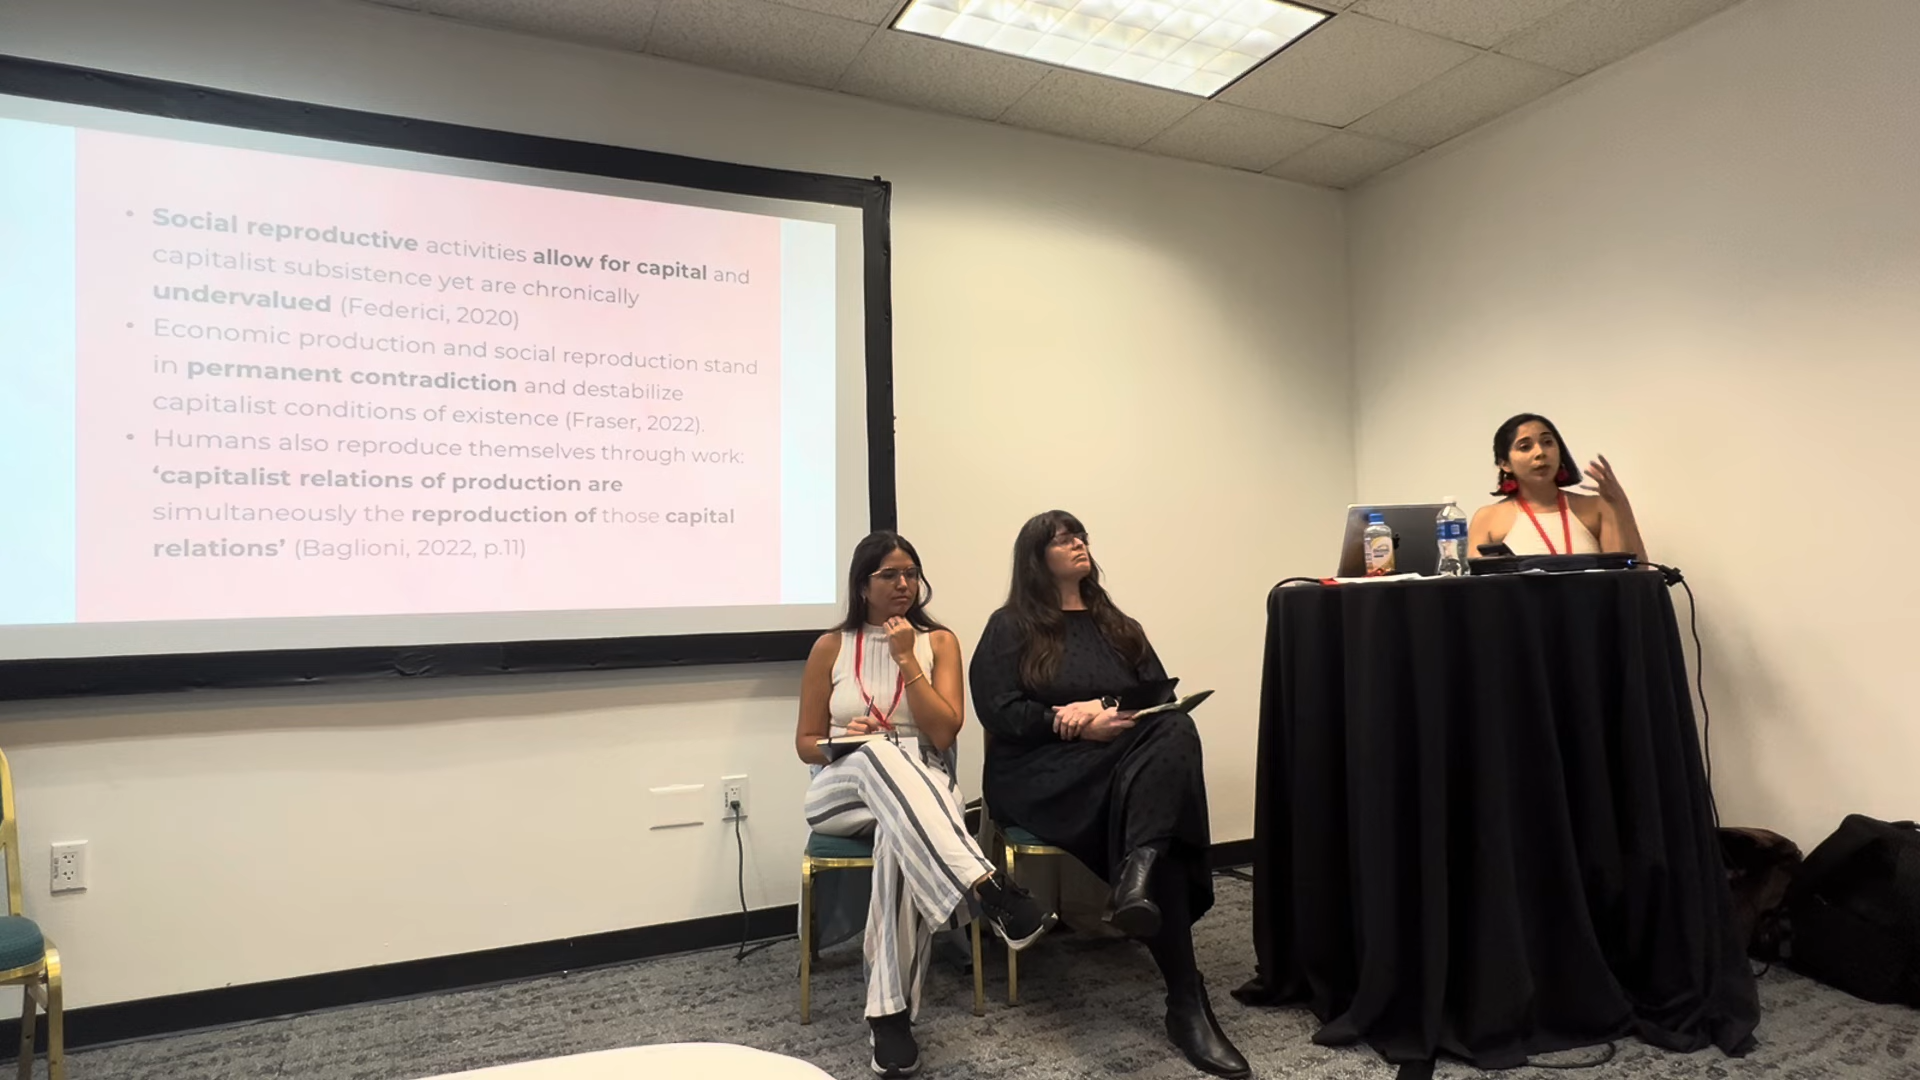 • Social reproductive activities allow for capital and
capitalist subsistence yet are chronically
undervalued (Federici, 2020)
• Economic production and social reproduction stand
in permanent contradiction and destabilize
capitalist conditions of existence (Fraser, 2022).
• Humans also reproduce themselves through work:
‘capitalist relations of production are
simultaneously the reproduction of those capital
relations’ (Baglioni, 2022, p.11)